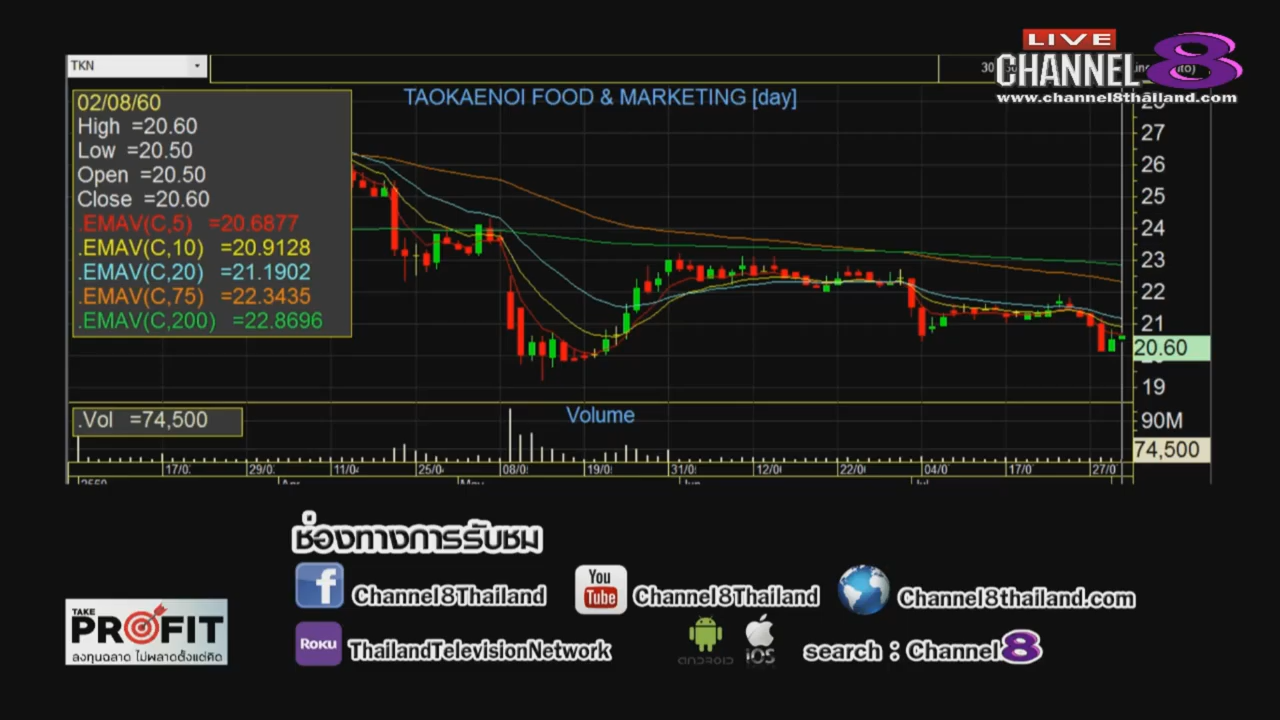 LIVE
CHANNEL 8
www.channel8thailand.com
TKN
30
02/08/60
High =20.60
Low =20.50
Open =20.50
Close =20.60
.EMAV(C,5) =20.6877
.EMAV(C,10) =20.9128
.EMAV(C,20) =21.1902
.EMAV(C,75) =22.3435
.EMAV(C,200) =22.8696
TAOKAENOI FOOD & MARKETING [day]
27
26
25
24
23
22
21
20.60
19
.Vol =74,500
Volume
90M
74,500
17/0 29/0 11/0 25/0 08/0 19/0 31/0 12/0 22/0 04/0 17/0 27/0
ช่องทางการรับชม
Channel8Thailand
You Tube Channel8Thailand
Channel8thailand.com
ROKU ThailandTelevisionNetwork
ANDROID iOS
search : Channel 8
TAKE
PROFIT
ลงทุนฉลาด ไม่พลาดตั้งแต่คิด